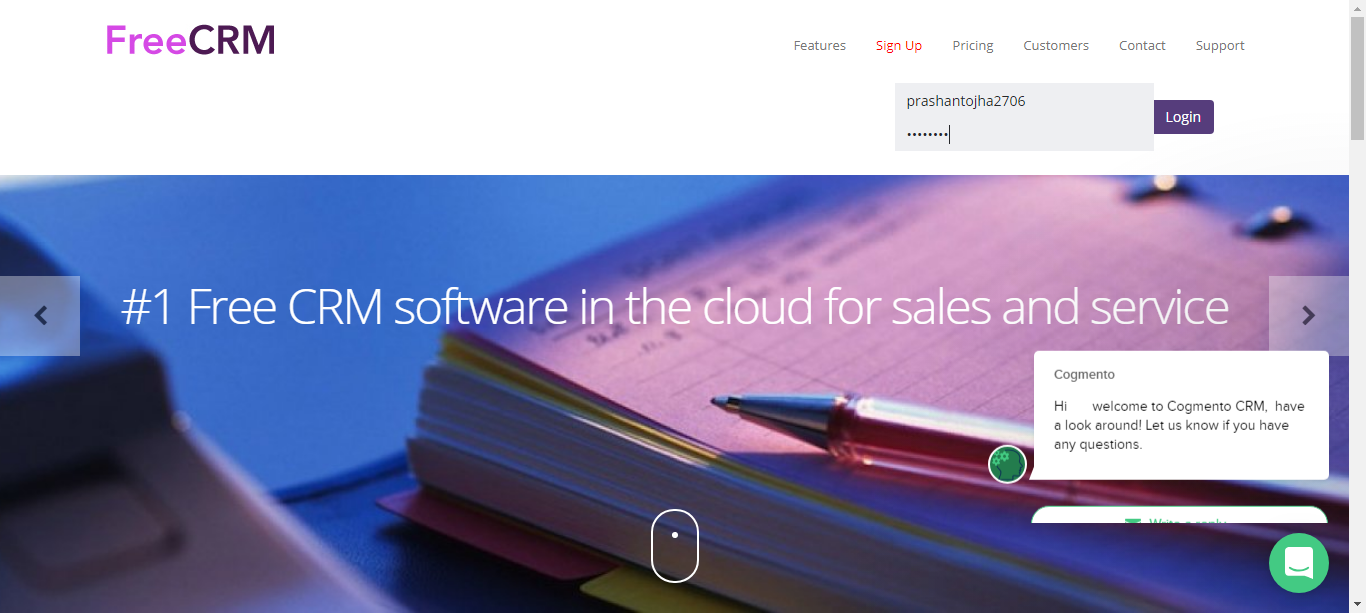 FreeCRM
Features Sign Up Pricing Customers Contact Support
prashantojha2706
••••••••
Login
#1 Free CRM software in the cloud for sales and service
Cogmento
Hi welcome to Cogmento CRM, have
a look around! Let us know if you have
any questions.
Write a reply